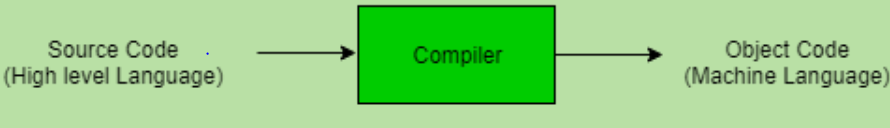 Source Code
(High level Language)
Compiler
Object Code
(Machine Language)